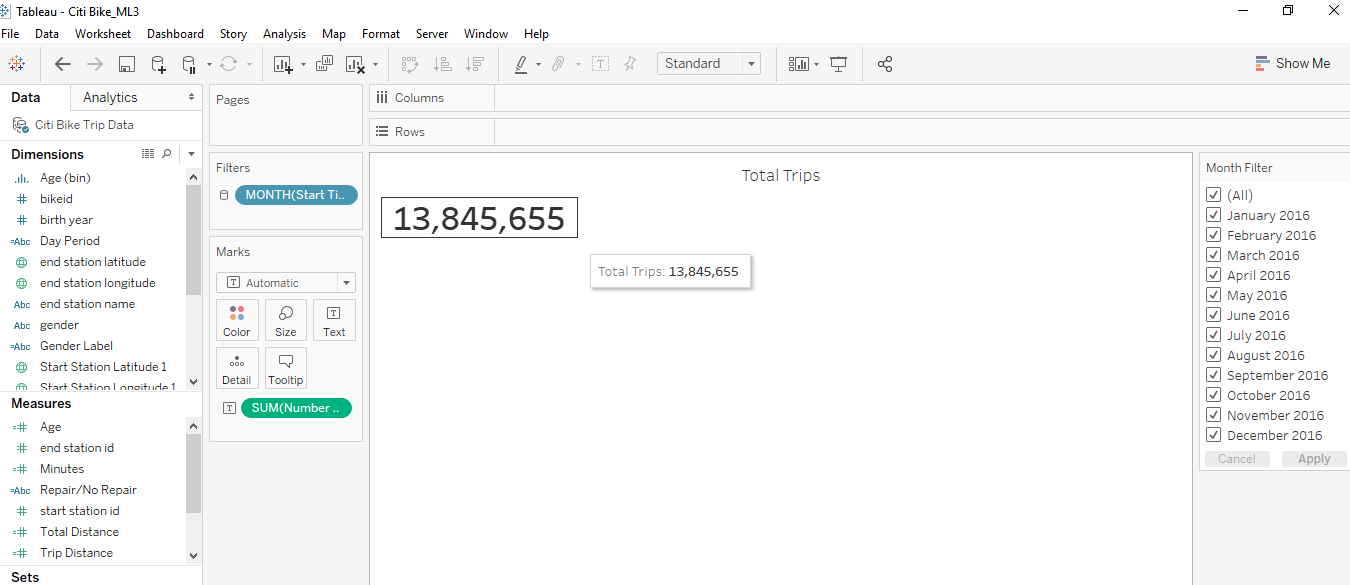 Tableau - Citi Bike_ML3
File Data Worksheet Dashboard Story Analysis Map Format Server Window Help
Standard
Show Me
Data Analytics
Citi Bike Trip Data
Dimensions
Age (bin)
bikeid
birth year
Abc Day Period
end station latitude
end station longitude
Abc end station name
Abc gender
Abc Gender Label
Start Station Latitude 1
Start Station Longitude 1
Measures
Age
end station id
Minutes
Abc Repair/No Repair
start station id
Total Distance
Trip Distance
Sets
Pages
Filters
MONTH(Start Ti..
Marks
T Automatic
Color Size Text
Detail Tooltip
T SUM(Number ..
Columns
Rows
Total Trips
13,845,655
Total Trips: 13,845,655
Month Filter
(All)
January 2016
February 2016
March 2016
April 2016
May 2016
June 2016
July 2016
August 2016
September 2016
October 2016
November 2016
December 2016
Cancel Apply